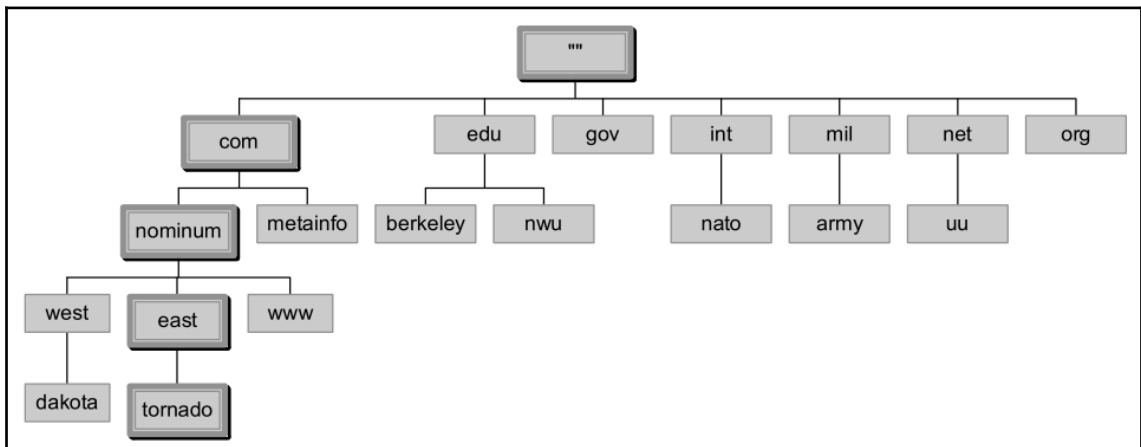 ""
com
edu
gov
int
mil
net
org
nominum
metainfo
berkeley
nwu
nato
army
uu
west
east
www
dakota
tornado